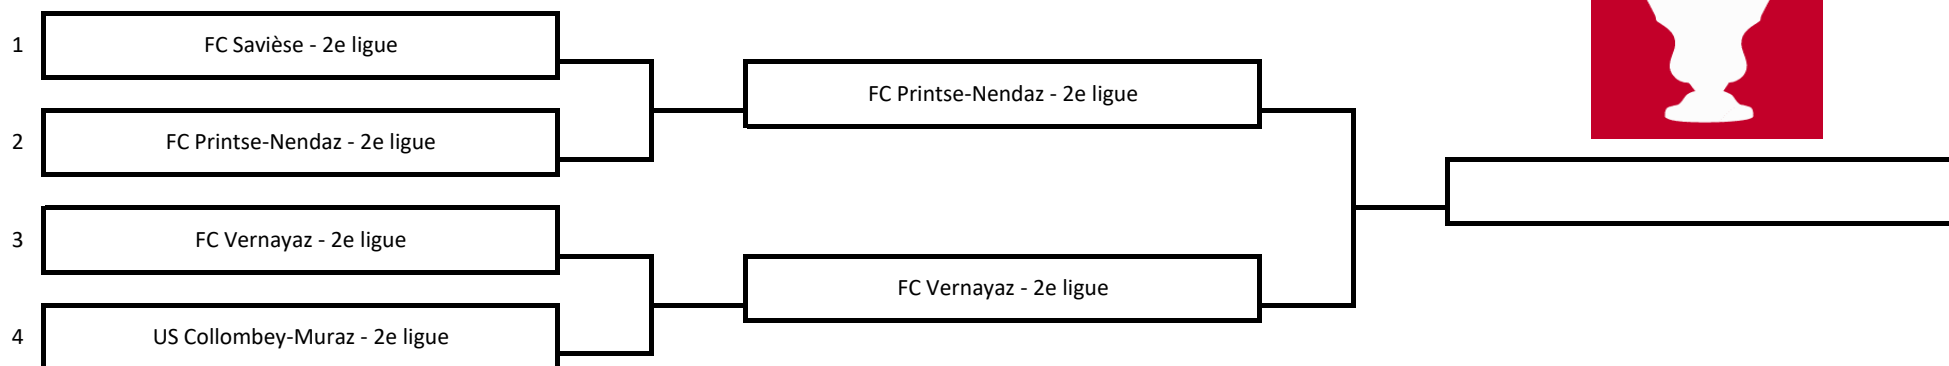 1
FC Savièse - 2e ligue
FC Printse-Nendaz - 2e ligue
2
FC Printse-Nendaz - 2e ligue
3
FC Vernayaz - 2e ligue
FC Vernayaz - 2e ligue
4
US Collombey-Muraz - 2e ligue